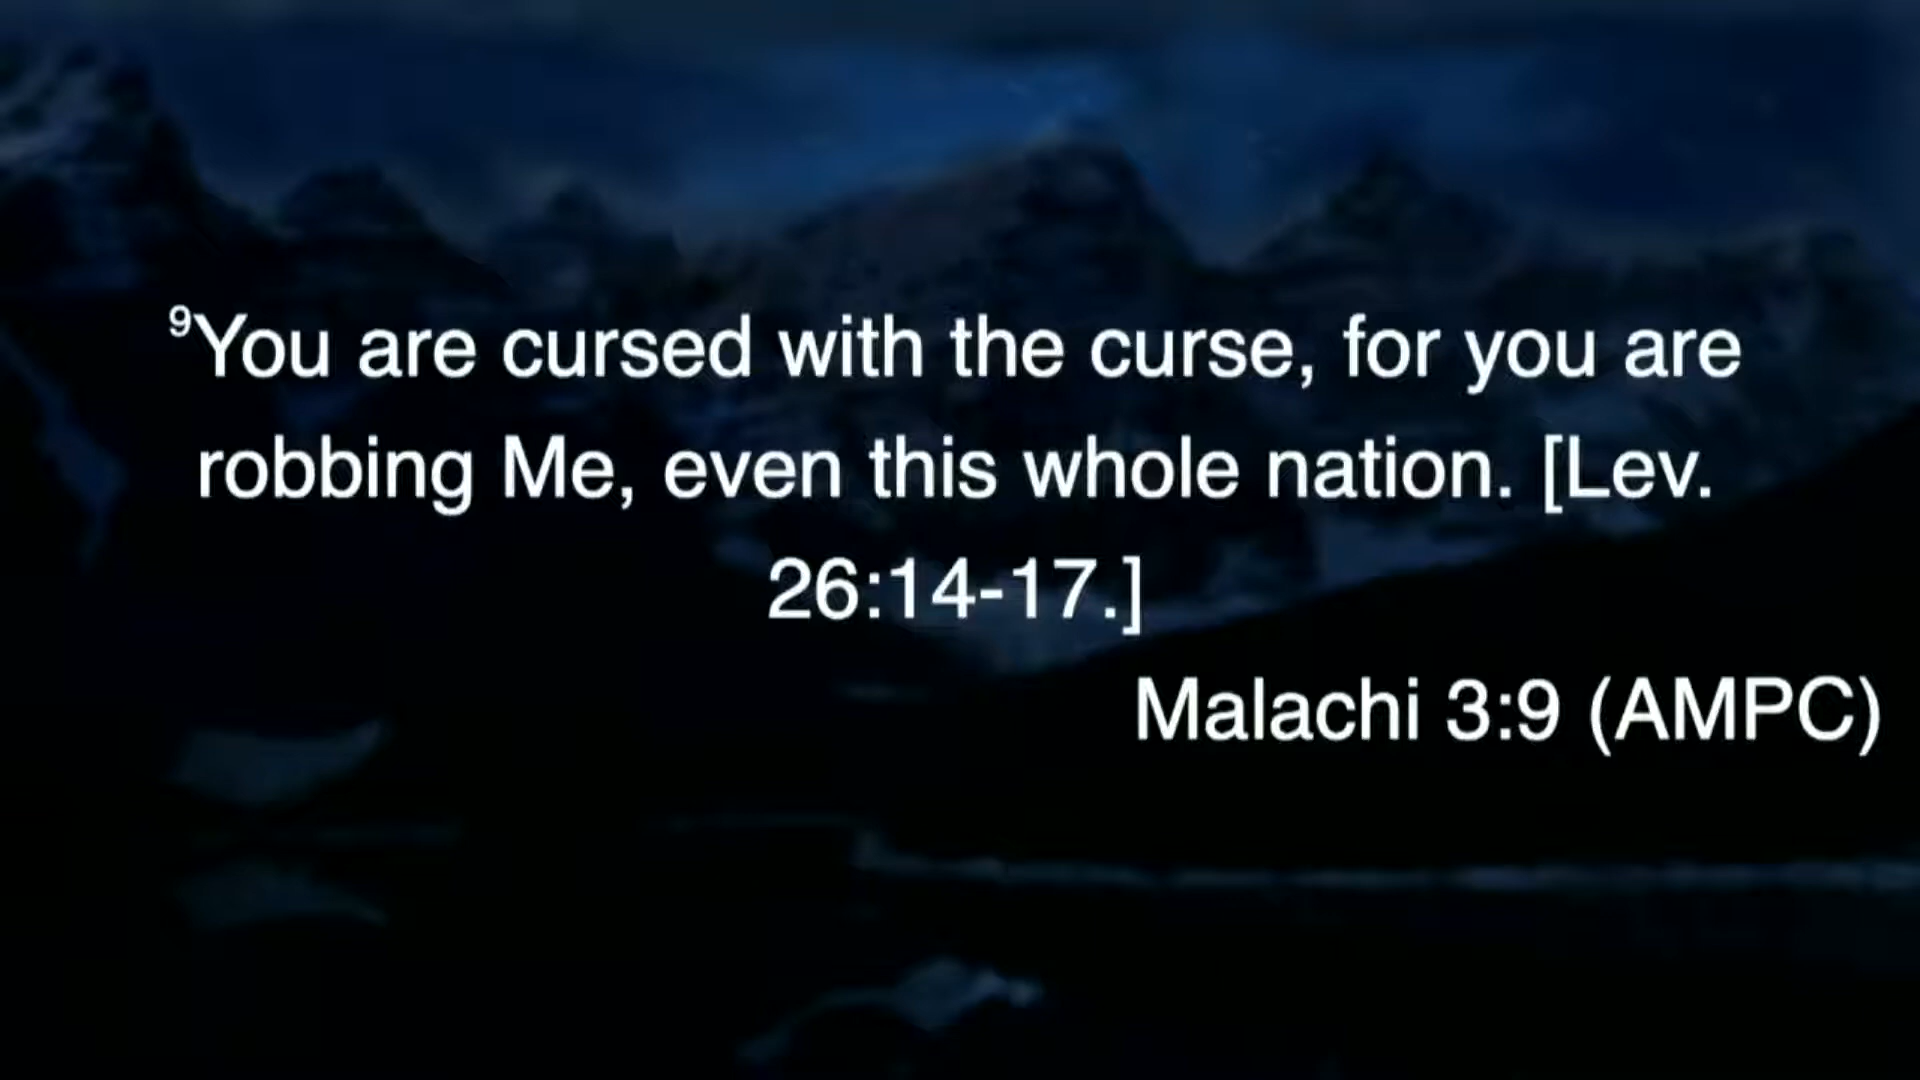 ⁹You are cursed with the curse, for you are
robbing Me, even this whole nation. [Lev.
26:14-17.]
Malachi 3:9 (AMPC)